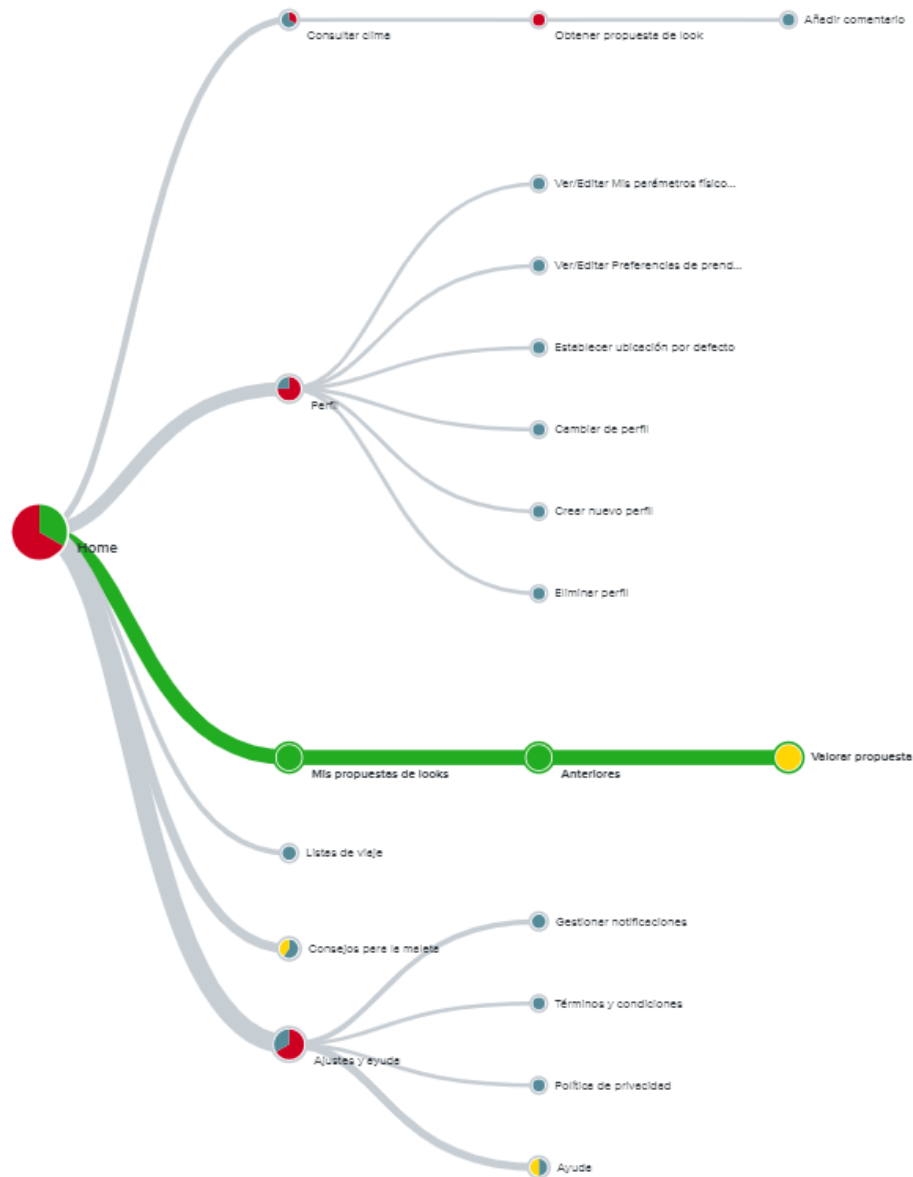 Consultar clima
Obtener propuesta de look
Añadir comentario
Ver/Editar Mis parámetros físico...
Ver/Editar Preferencias de prend...
Establecer ubicación por defecto
Perfil
Cambiar de perfil
Crear nuevo perfil
Home
Eliminar perfil
Mis propuestas de looks
Anteriores
Valorar propuesta
Listas de viaje
Gestionar notificaciones
Consejos para la maleta
Términos y condiciones
Ajustes y ayuda
Política de privacidad
Ayuda